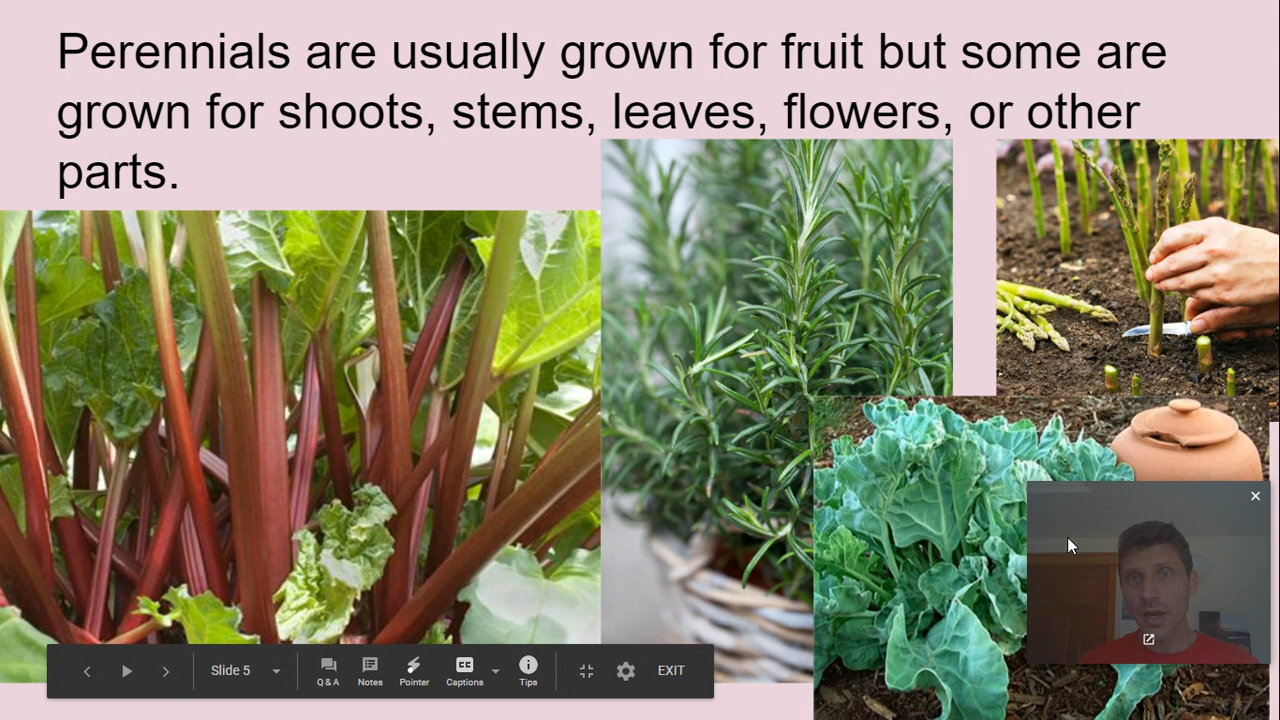 Perennials are usually grown for fruit but some are
grown for shoots, stems, leaves, flowers, or other
parts.
Slide 5
Q & A
Notes
Pointer
Captions
Tips
EXIT